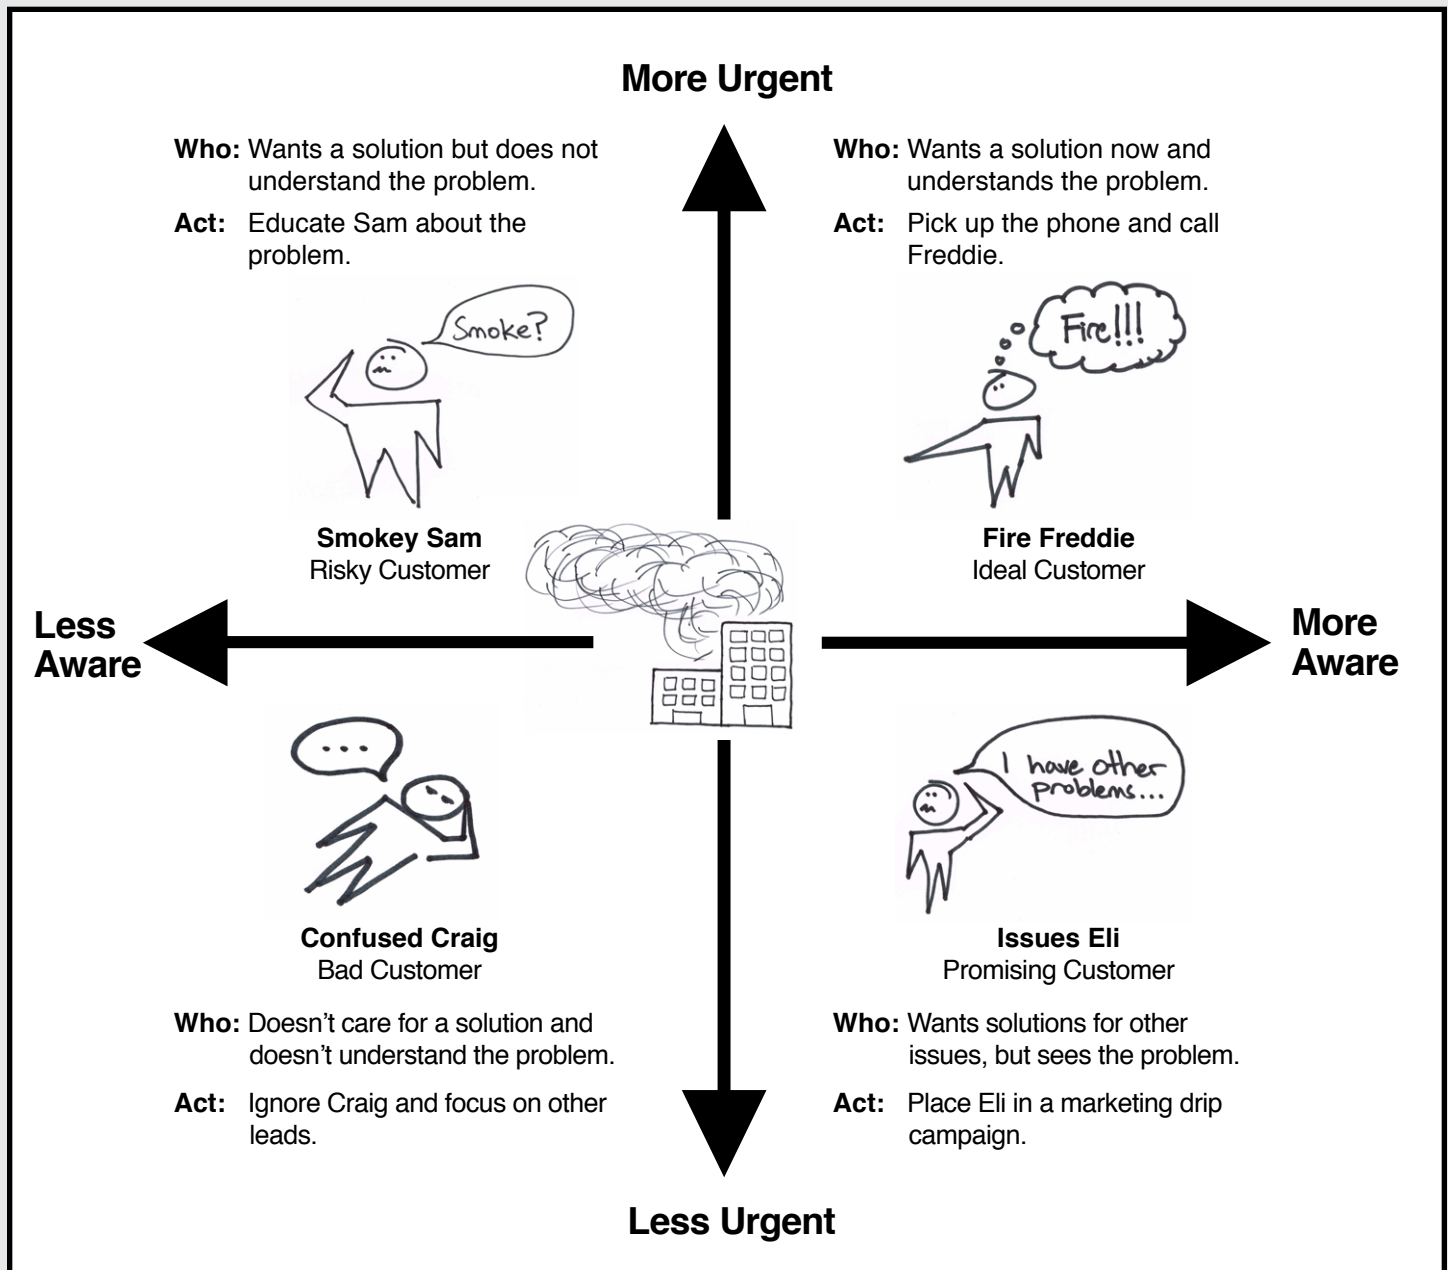 More Urgent
Who: Wants a solution but does not
understand the problem.
Act: Educate Sam about the
problem.
Smoke?
Smokey Sam
Risky Customer
Who: Wants a solution now and
understands the problem.
Act: Pick up the phone and call
Freddie.
Fire!!!
Fire Freddie
Ideal Customer
Less
Aware
More
Aware
...
Confused Craig
Bad Customer
Who: Doesn’t care for a solution and
doesn’t understand the problem.
Act: Ignore Craig and focus on other
leads.
I have other
problems...
Issues Eli
Promising Customer
Who: Wants solutions for other
issues, but sees the problem.
Act: Place Eli in a marketing drip
campaign.
Less Urgent